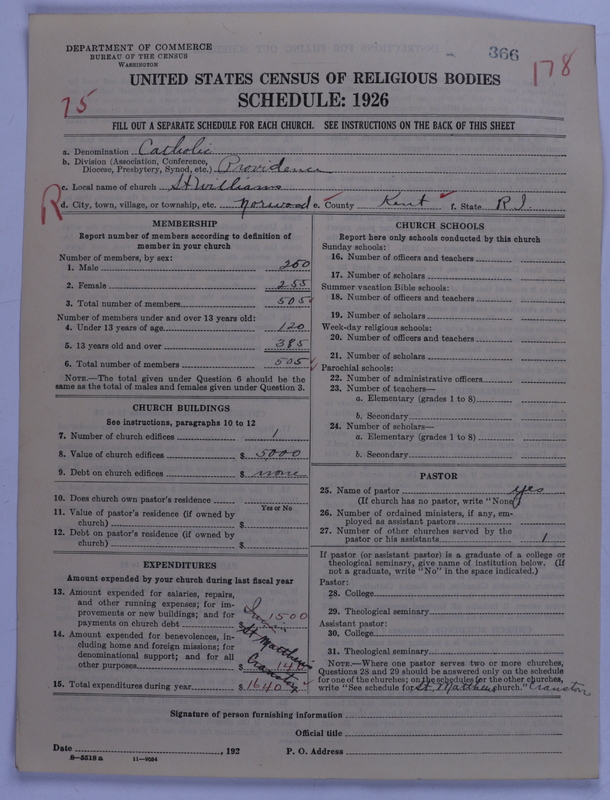 DEPARTMENT OF COMMERCE
BUREAU OF THE CENSUS
WASHINGTON
366
178
75
UNITED STATES CENSUS OF RELIGIOUS BODIES
SCHEDULE: 1926
FILL OUT A SEPARATE SCHEDULE FOR EACH CHURCH. SEE INSTRUCTIONS ON THE BACK OF THIS SHEET
a. Denomination Catholic
b. Division (Association, Conference, Diocese, Presbytery, Synod, etc.) Providence
c. Local name of church St Williams
R
d. City, town, village, or township, etc. Norwood e. County Kent f. State R.I.
MEMBERSHIP
Report number of members according to definition of
member in your church
Number of members, by sex:
1. Male 250
2. Female 255
3. Total number of members 505
Number of members under and over 13 years old:
4. Under 13 years of age 120
5. 13 years old and over 385
6. Total number of members 505
NOTE.—The total given under Question 6 should be the
same as the total of males and females given under Question 3.
CHURCH BUILDINGS
See instructions, paragraphs 10 to 12
7. Number of church edifices 1
8. Value of church edifices $ 5000
9. Debt on church edifices $ none
10. Does church own pastor's residence
Yes or No
11. Value of pastor's residence (if owned by
church) $
12. Debt on pastor's residence (if owned by
church) $
EXPENDITURES
Amount expended by your church during last fiscal year
13. Amount expended for salaries, repairs,
and other running expenses; for im-
provements or new buildings; and for
payments on church debt $ 1500
14. Amount expended for benevolences, in-
cluding home and foreign missions; for
denominational support; and for all
other purposes $ 140
St Matthews
Cranston
15. Total expenditures during year $ 1640
CHURCH SCHOOLS
Report here only schools conducted by this church
Sunday schools:
16. Number of officers and teachers
17. Number of scholars
Summer vacation Bible schools:
18. Number of officers and teachers
19. Number of scholars
Week-day religious schools:
20. Number of officers and teachers
21. Number of scholars
Parochial schools:
22. Number of administrative officers
23. Number of teachers—
a. Elementary (grades 1 to 8)
b. Secondary
24. Number of scholars—
a. Elementary (grades 1 to 8)
b. Secondary
PASTOR
25. Name of pastor yes
(If church has no pastor, write "None")
26. Number of ordained ministers, if any, em-
ployed as assistant pastors
27. Number of other churches served by the
pastor or his assistants 1
If pastor (or assistant pastor) is a graduate of a college or
theological seminary, give name of institution below. (If
not a graduate, write "No" in the space indicated.)
Pastor:
28. College
29. Theological seminary
Assistant pastor:
30. College
31. Theological seminary
NOTE.—Where one pastor serves two or more churches,
Questions 28 and 29 should be answered only on the schedule
for one of the churches; on the schedules for the other churches,
write "See schedule for St. Matthews church." Cranston
Signature of person furnishing information
Official title
Date , 192 P. O. Address
8—5518 a 11—9054